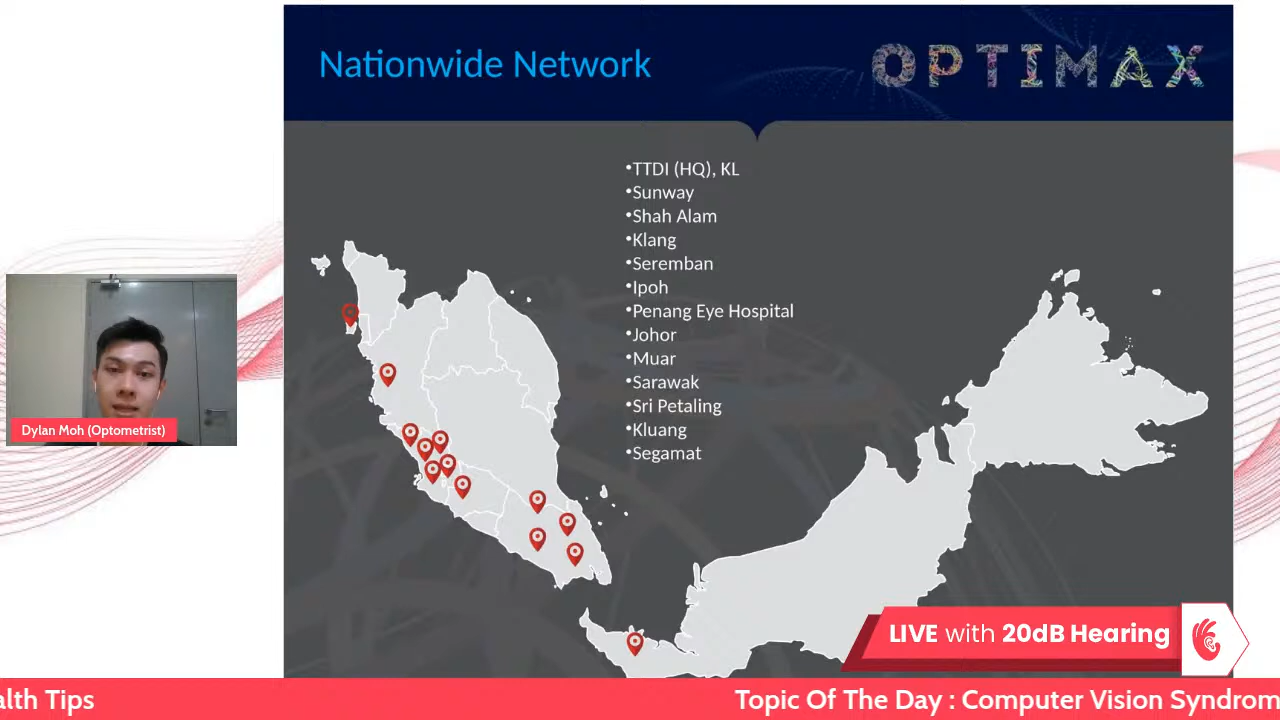 Nationwide Network
OPTIMAX
•TTDI (HQ), KL
•Sunway
•Shah Alam
•Klang
•Seremban
•Ipoh
•Penang Eye Hospital
•Johor
•Muar
•Sarawak
•Sri Petaling
•Kluang
•Segamat
Dylan Moh (Optometrist)
LIVE with 20dB Hearing
alth Tips
Topic Of The Day : Computer Vision Syndrom